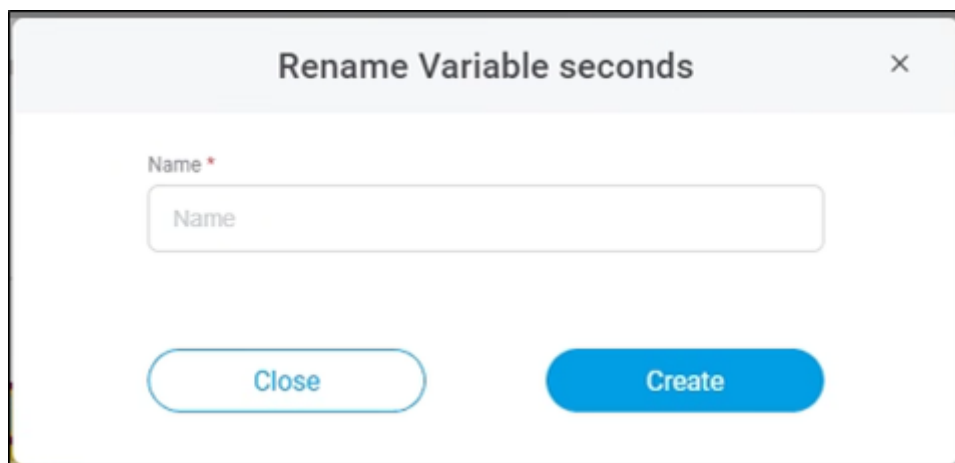 Rename Variable seconds
Name *
Name
Close
Create